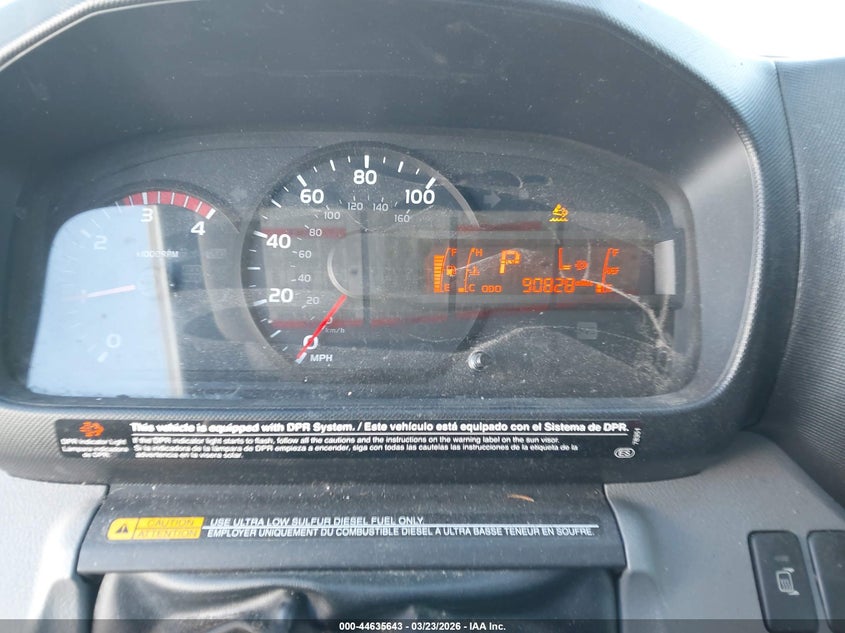 60 80 100
100 120 140 160
3 4
2
x1000RPM
40 80
60
20 20
0
0 km/h
0
MPH
F H P L F
E C ODO 90828
This vehicle is equipped with DPR System. / Este vehículo está equipado con el Sistema de DPR.
DPR Indicator Light
If the DPR indicator light starts to flash, follow all the cautions and the instructions on the warning label on the sun visor.
Si la indicadora de la lámpara de DPR empieza a encender, siga con todas las cautelas las instrucciones de la etiqueta de la
advertencia en la visera solar.
ES
CAUTION USE ULTRA LOW SULFUR DIESEL FUEL ONLY.
ATTENTION EMPLOYER UNIQUEMENT DU COMBUSTIBLE DIESEL A ULTRA BASSE TENEUR EN SOUFRE.
000-44635643 | 03/23/2026 - IAA Inc.